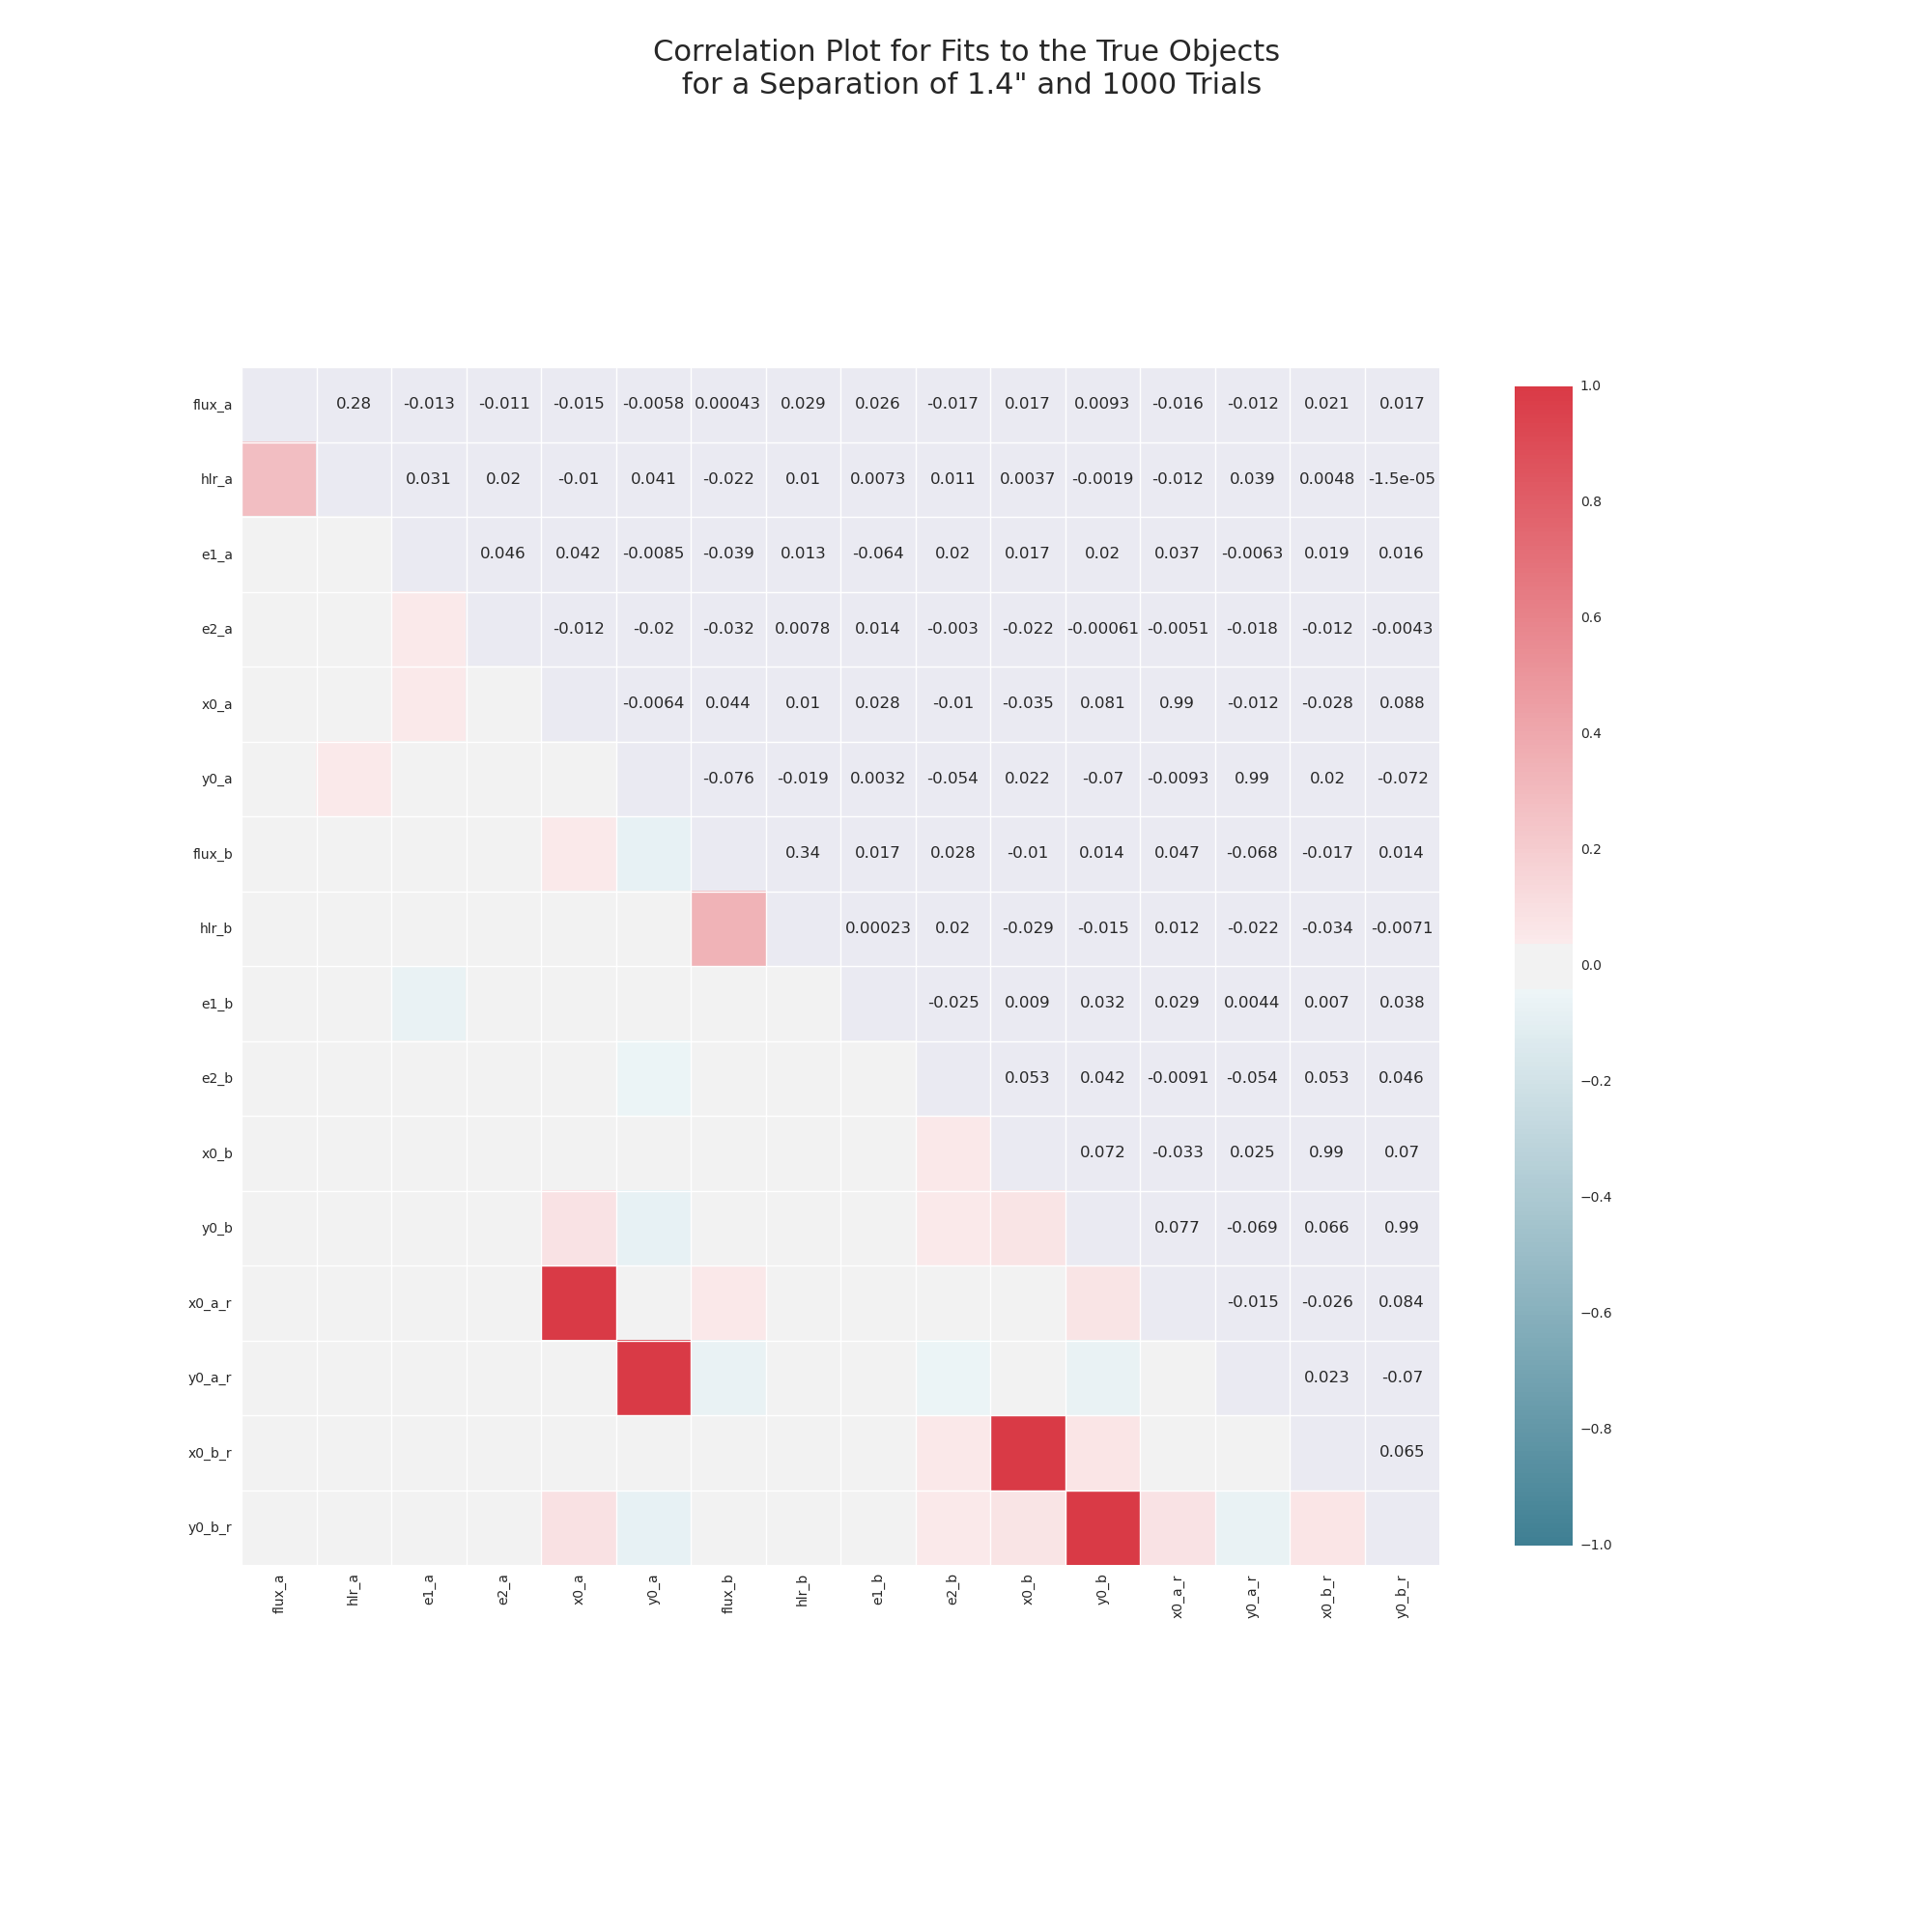 Correlation Plot for Fits to the True Objects
for a Separation of 1.4" and 1000 Trials
flux_a 0.28 -0.013 -0.011 -0.015 -0.0058 0.00043 0.029 0.026 -0.017 0.017 0.0093 -0.016 -0.012 0.021 0.017
hlr_a 0.031 0.02 -0.01 0.041 -0.022 0.01 0.0073 0.011 0.0037 -0.0019 -0.012 0.039 0.0048 -1.5e-05
e1_a 0.046 0.042 -0.0085 -0.039 0.013 -0.064 0.02 0.017 0.02 0.037 -0.0063 0.019 0.016
e2_a -0.012 -0.02 -0.032 0.0078 0.014 -0.003 -0.022 -0.00061 -0.0051 -0.018 -0.012 -0.0043
x0_a -0.0064 0.044 0.01 0.028 -0.01 -0.035 0.081 0.99 -0.012 -0.028 0.088
y0_a -0.076 -0.019 0.0032 -0.054 0.022 -0.07 -0.0093 0.99 0.02 -0.072
flux_b 0.34 0.017 0.028 -0.01 0.014 0.047 -0.068 -0.017 0.014
hlr_b 0.00023 0.02 -0.029 -0.015 0.012 -0.022 -0.034 -0.0071
e1_b -0.025 0.009 0.032 0.029 0.0044 0.007 0.038
e2_b 0.053 0.042 -0.0091 -0.054 0.053 0.046
x0_b 0.072 -0.033 0.025 0.99 0.07
y0_b 0.077 -0.069 0.066 0.99
x0_a_r -0.015 -0.026 0.084
y0_a_r 0.023 -0.07
x0_b_r 0.065
y0_b_r
flux_a hlr_a e1_a e2_a x0_a y0_a flux_b hlr_b e1_b e2_b x0_b y0_b x0_a_r y0_a_r x0_b_r y0_b_r
1.0
0.8
0.6
0.4
0.2
0.0
−0.2
−0.4
−0.6
−0.8
−1.0